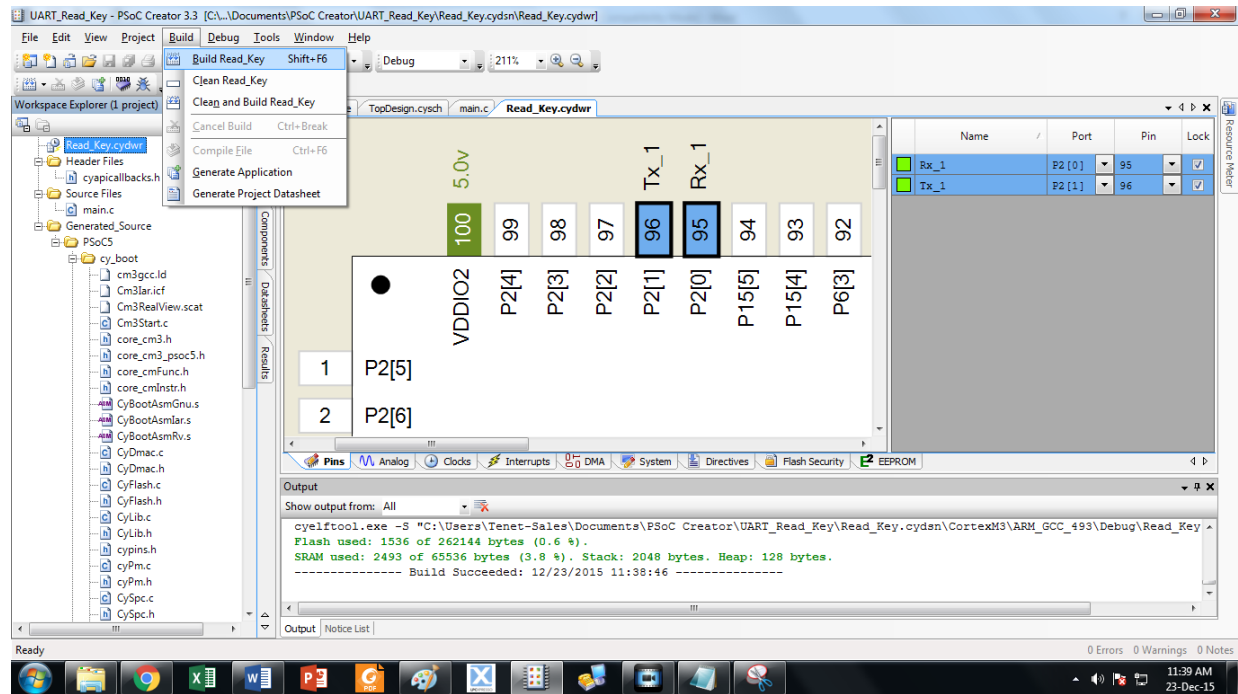 UART_Read_Key - PSoC Creator 3.3 [C:\...\Documents\PSoC Creator\UART_Read_Key\Read_Key.cydsn\Read_Key.cydwr]
File Edit View Project Build Debug Tools Window Help
Debug 211%
Build Read_Key Shift+F6
Clean Read_Key
Clean and Build Read_Key
Cancel Build Ctrl+Break
Compile File Ctrl+F6
Generate Application
Generate Project Datasheet
Workspace Explorer (1 project)
Read_Key.cydwr
Header Files
cyapicallbacks.h
Source Files
main.c
Generated_Source
PSoC5
cy_boot
cm3gcc.ld
Cm3Iar.icf
Cm3RealView.scat
Cm3Start.c
core_cm3.h
core_cm3_psoc5.h
core_cmFunc.h
core_cmInstr.h
CyBootAsmGnu.s
CyBootAsmIar.s
CyBootAsmRv.s
CyDmac.c
CyDmac.h
CyFlash.c
CyFlash.h
CyLib.c
CyLib.h
cypins.h
cyPm.c
cyPm.h
CySpc.c
CySpc.h
Components
Datasheets
Results
TopDesign.cysch main.c Read_Key.cydwr
5.0v Tx_1 Rx_1
100 99 98 97 96 95 94 93 92
VDDIO2 P2[4] P2[3] P2[2] P2[1] P2[0] P15[5] P15[4] P6[3]
1 P2[5]
2 P2[6]
Name Port Pin Lock
Rx_1 P2[0] 95
Tx_1 P2[1] 96
Resource Meter
Pins Analog Clocks Interrupts DMA System Directives Flash Security EEPROM
Output
Show output from: All
cyelftool.exe -S "C:\Users\Tenet-Sales\Documents\PSoC Creator\UART_Read_Key\Read_Key.cydsn\CortexM3\ARM_GCC_493\Debug\Read_Key
Flash used: 1536 of 262144 bytes (0.6 %).
SRAM used: 2493 of 65536 bytes (3.8 %). Stack: 2048 bytes. Heap: 128 bytes.
--------------- Build Succeeded: 12/23/2015 11:38:46 ---------------
Output Notice List
Ready 0 Errors 0 Warnings 0 Notes
11:39 AM
23-Dec-15